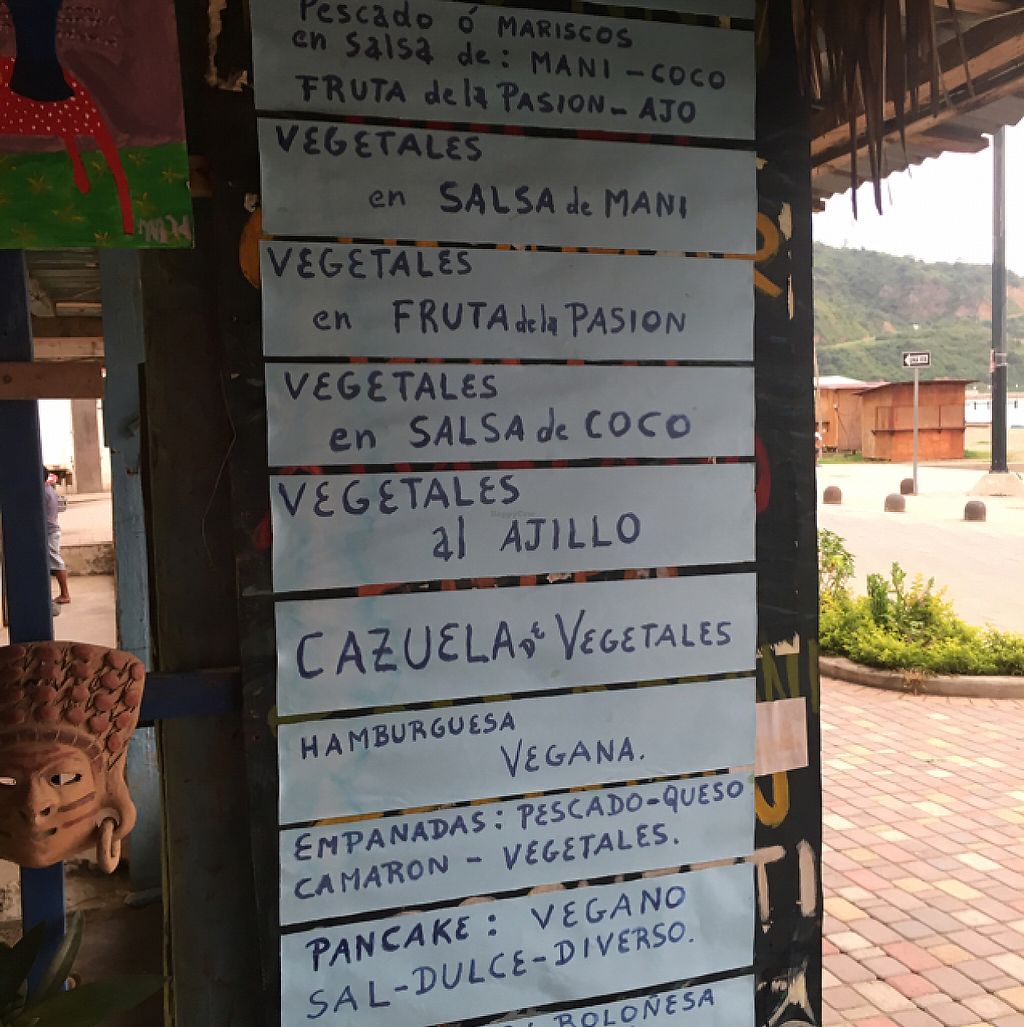 Pescado ó MARISCOS
en salsa de: MANI - COCO
FRUTA de la PASION - AJO
VEGETALES
en SALSA de MANI
VEGETALES
en FRUTA de la PASION
VEGETALES
en SALSA de COCO
VEGETALES
al AJILLO
CAZUELA DE VEGETALES
HAMBURGUESA
VEGANA.
EMPANADAS: PESCADO-QUESO
CAMARON - VEGETALES.
PANCAKE: VEGANO
SAL-DULCE-DIVERSO.
BOLOÑESA
UNA VIA